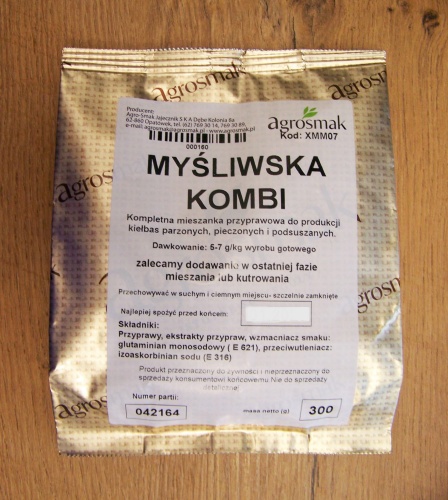 agrosmak
agrosmak
Producent:
Agro-Smak Jajecznik S.K.A Dębe Kolonia 8a
62-860 Opatówek, tel. (62) 769 30 14, 769 30 89,
e-mail: agrosmak@agrosmak.pl - www.agrosmak.pl
000160
agrosmak
Kod: XMM07
MYŚLIWSKA
KOMBI
Kompletna mieszanka przyprawowa do produkcji
kiełbas parzonych, pieczonych i podsuszanych.
Dawkowanie: 5-7 g/kg wyrobu gotowego
zalecamy dodawanie w ostatniej fazie
mieszania lub kutrowania
Przechowywać w suchym i ciemnym miejscu- szczelnie zamknięte
Najlepiej spożyć przed końcem:
Składniki:
Przyprawy, ekstrakty przypraw, wzmacniacz smaku:
glutaminian monosodowy ( E 621), przeciwutleniacz:
izoaskorbinian sodu (E 316)
Produkt przeznaczony do żywności i nieprzeznaczony do
sprzedaży konsumentowi końcowemu. Nie do sprzedaży
detalicznej
Numer partii:
042164
masa netto (g)
300
agrosmak
agrosmak